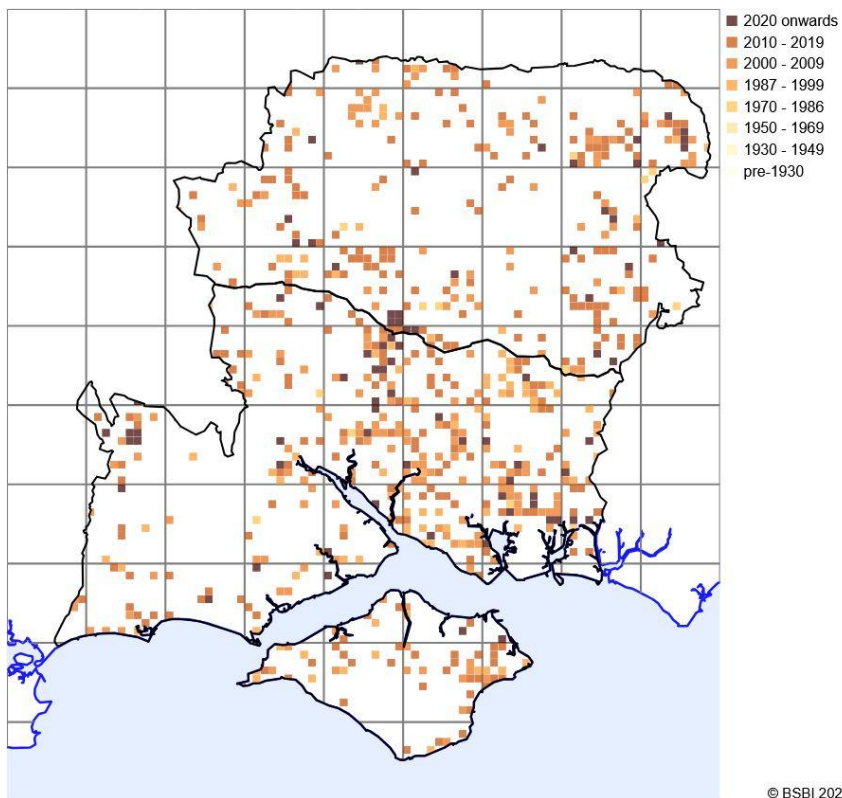 2020 onwards
2010 - 2019
2000 - 2009
1987 - 1999
1970 - 1986
1950 - 1969
1930 - 1949
pre-1930
© BSBI 202